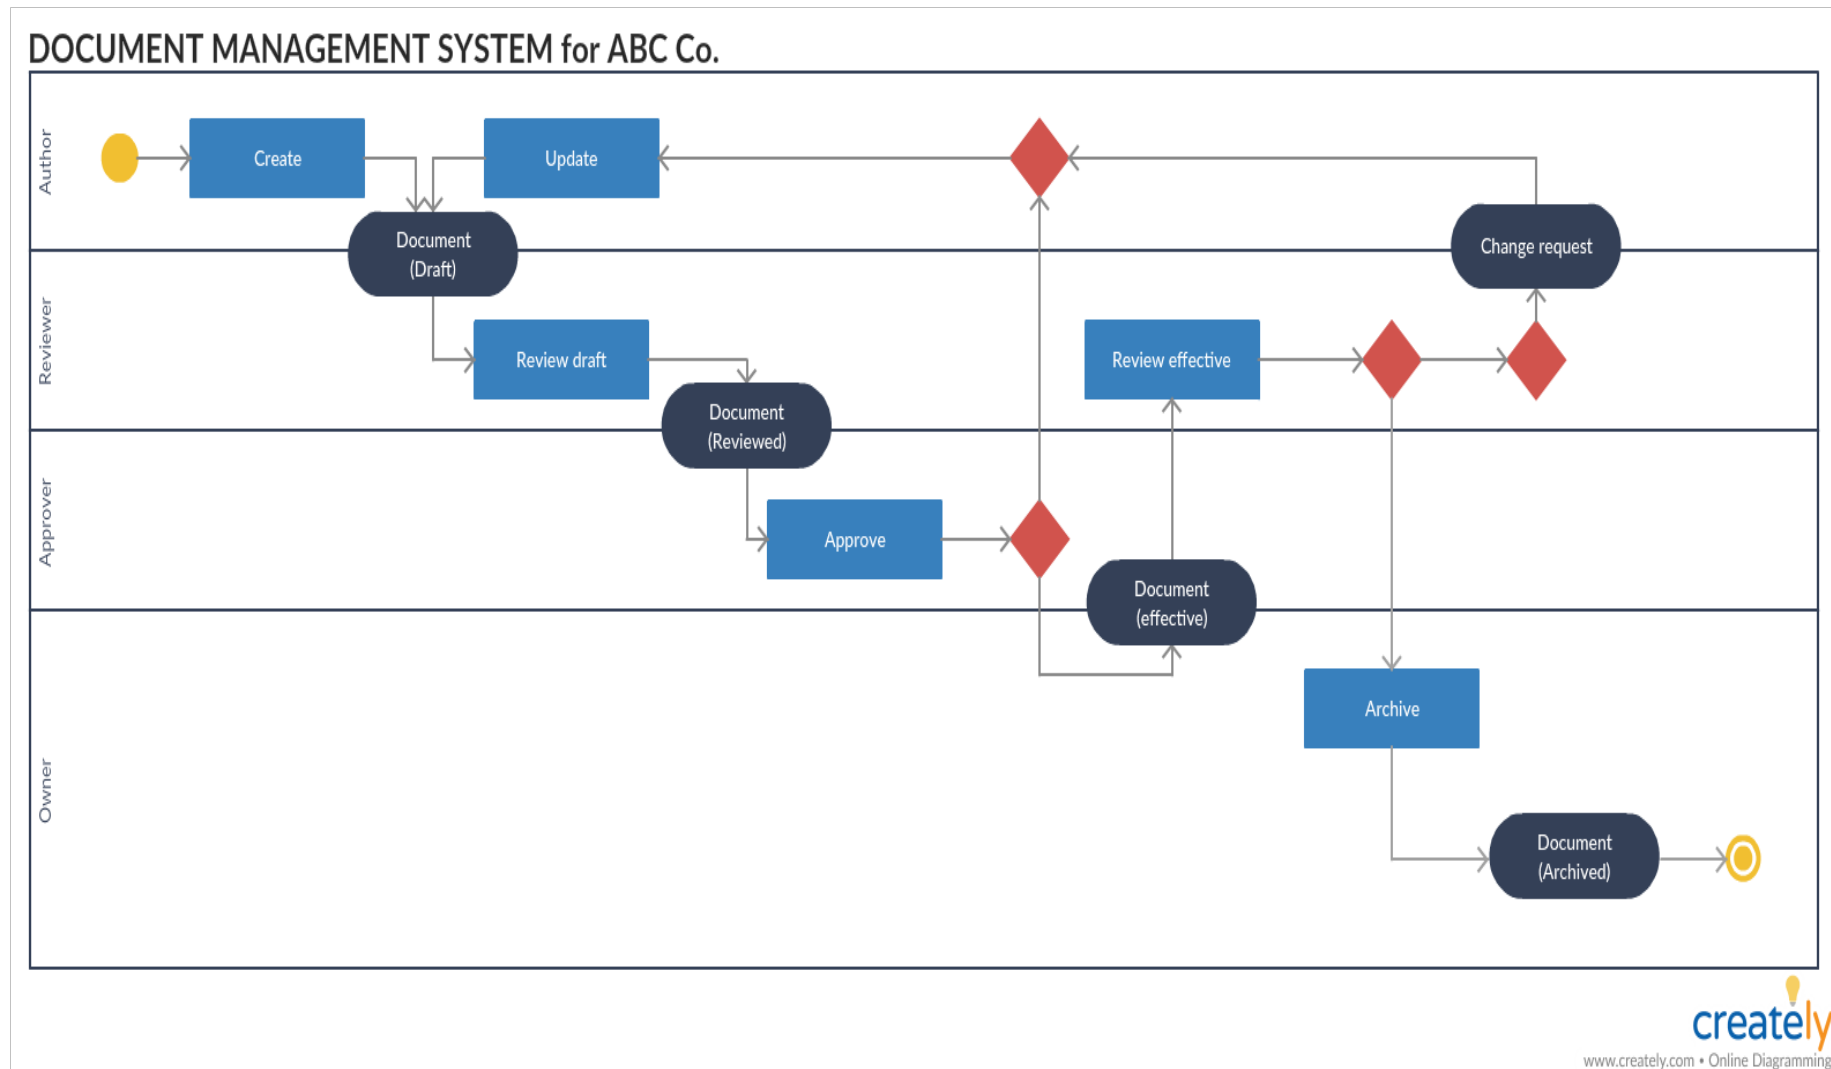 DOCUMENT MANAGEMENT SYSTEM for ABC Co.
Author
Create
Update
Document
(Draft)
Change request
Reviewer
Review draft
Review effective
Document
(Reviewed)
Approver
Approve
Document
(effective)
Owner
Archive
Document
(Archived)
creately
www.creately.com • Online Diagramming